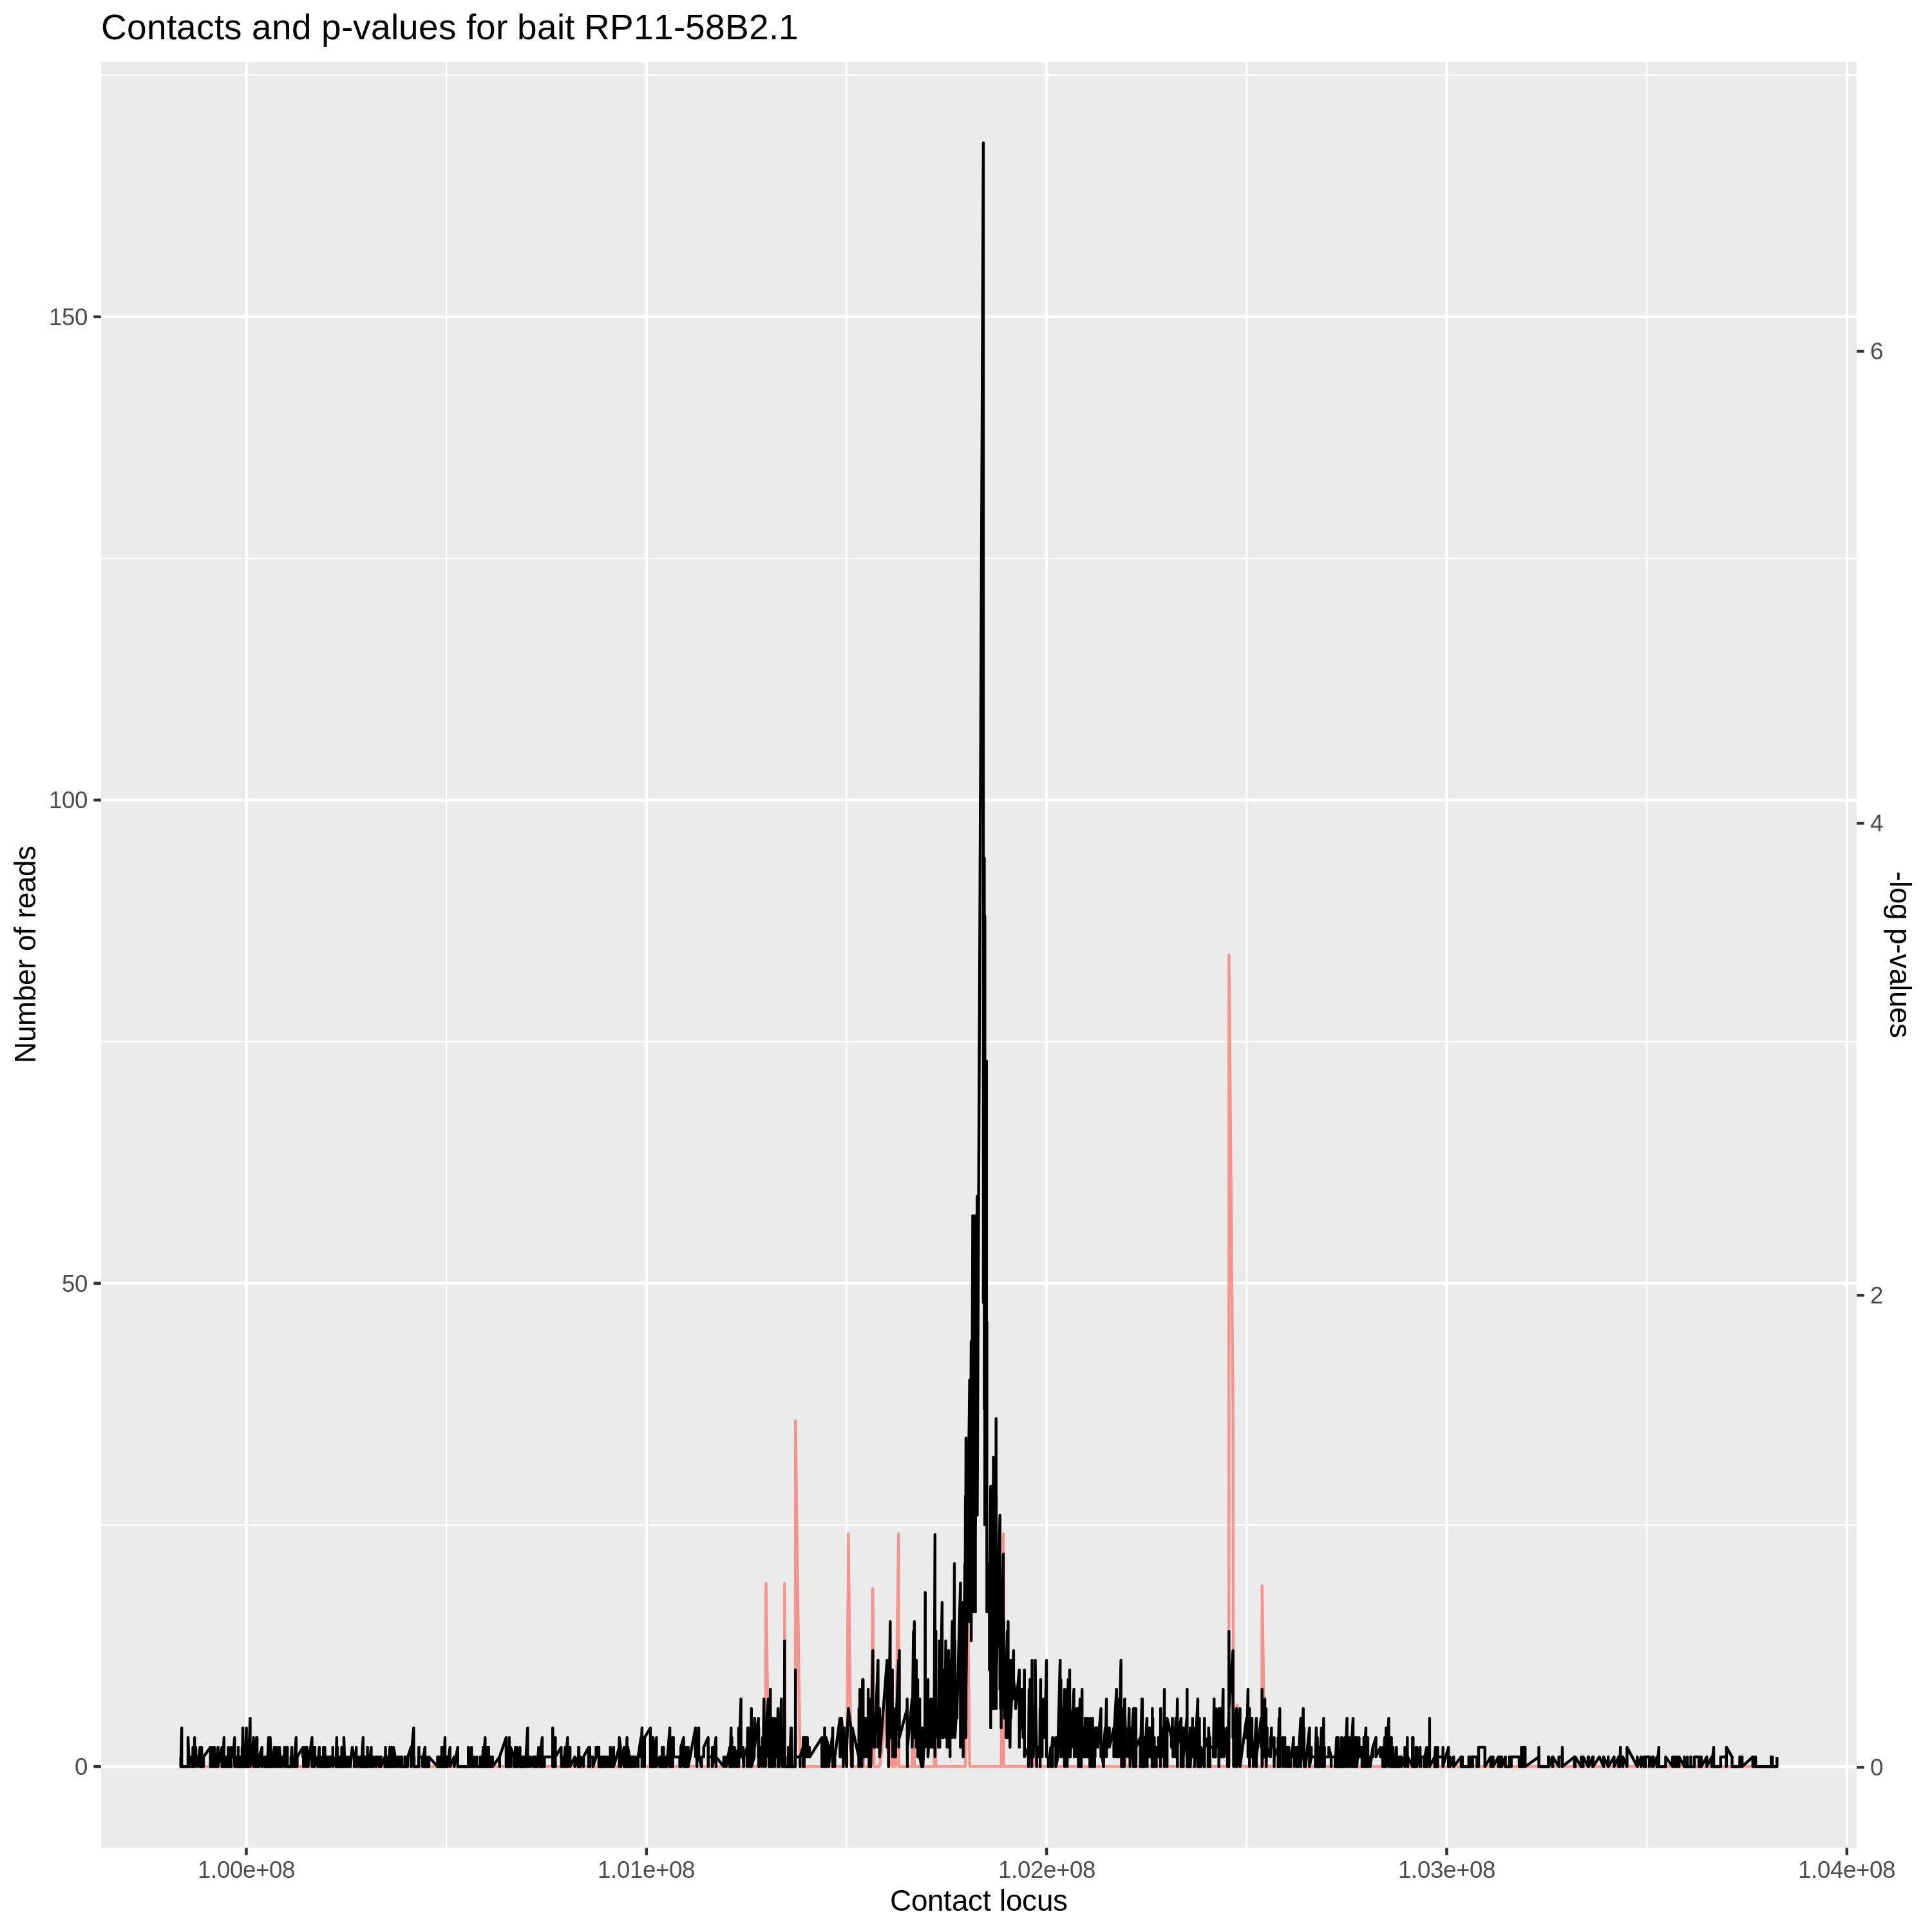 Contacts and p-values for bait RP11-58B2.1
150
100
50
0
Number of reads
6
4
2
0
-log p-values
1.00e+08
1.01e+08
1.02e+08
1.03e+08
1.04e+08
Contact locus